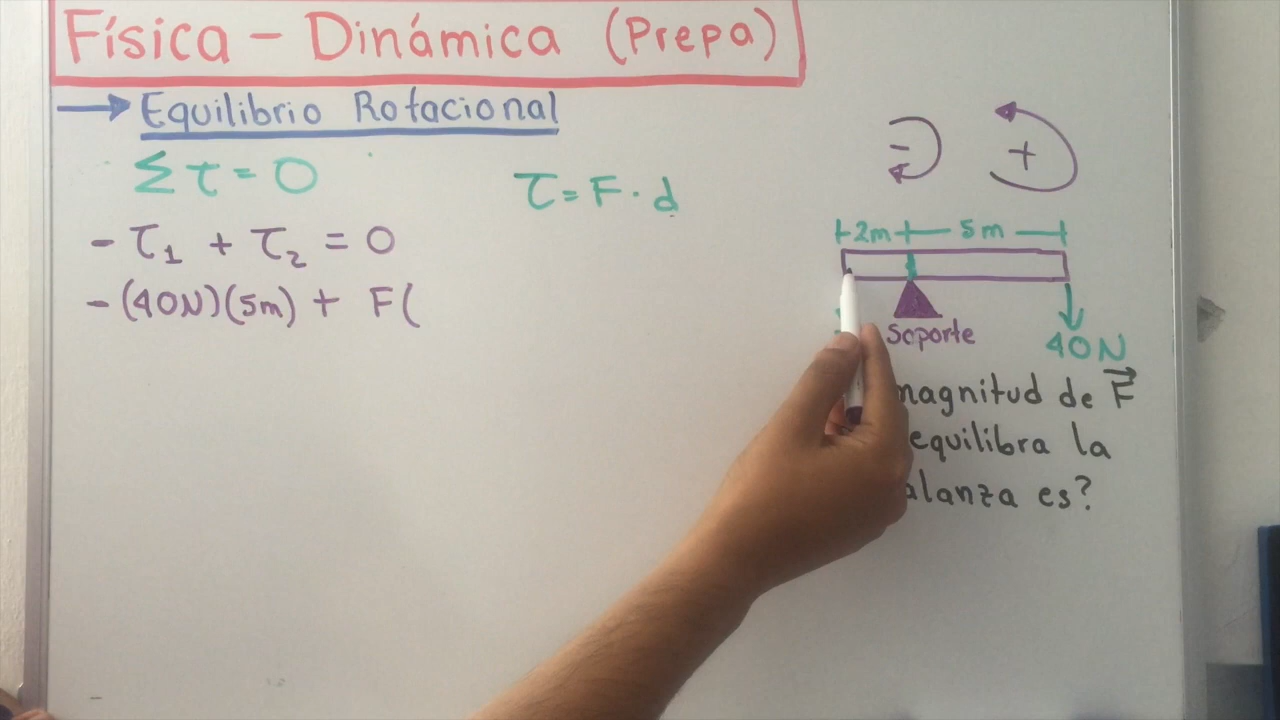 Física - Dinámica (Prepa)
→ Equilibrio Rotacional
Στ = 0
τ = F · d
- τ1 + τ2 = 0
- (40N)(5m) + F(
- +
2m 5m
Soporte
40N
magnitud de F
equilibra la
alanza es?